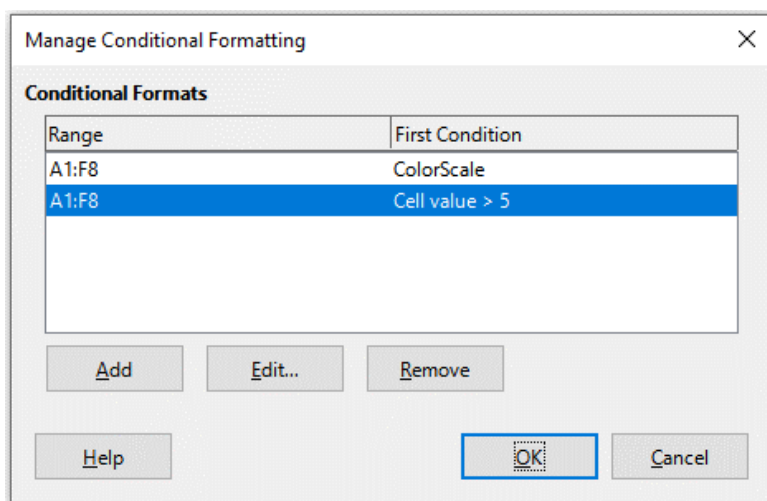 Manage Conditional Formatting
Conditional Formats
Range First Condition
A1:F8 ColorScale
A1:F8 Cell value > 5
Add Edit... Remove
Help OK Cancel